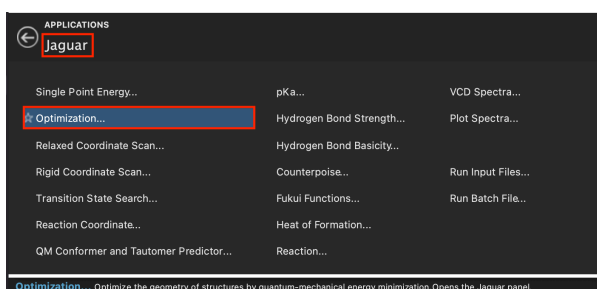 APPLICATIONS
Jaguar
Single Point Energy...
Optimization...
Relaxed Coordinate Scan...
Rigid Coordinate Scan...
Transition State Search...
Reaction Coordinate...
QM Conformer and Tautomer Predictor...
pKa...
Hydrogen Bond Strength...
Hydrogen Bond Basicity...
Counterpoise...
Fukui Functions...
Heat of Formation...
Reaction...
VCD Spectra...
Plot Spectra...
Run Input Files...
Run Batch File...
Optimization... Optimize the geometry of structures by quantum-mechanical energy minimization Opens the Jaguar panel